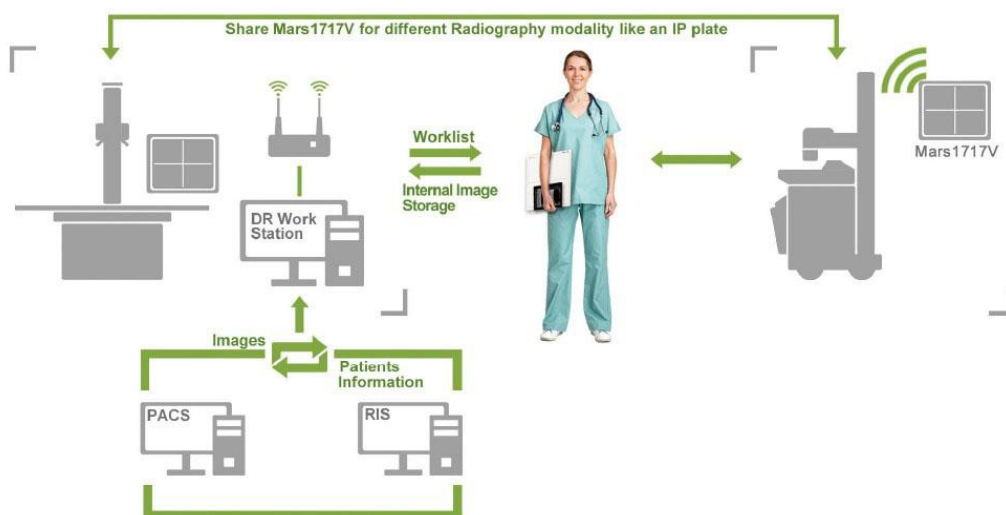 Share Mars1717V for different Radiography modality like an IP plate
Worklist
Internal Image
Storage
Mars1717V
DR Work
Station
Images
Patients
Information
PACS
RIS